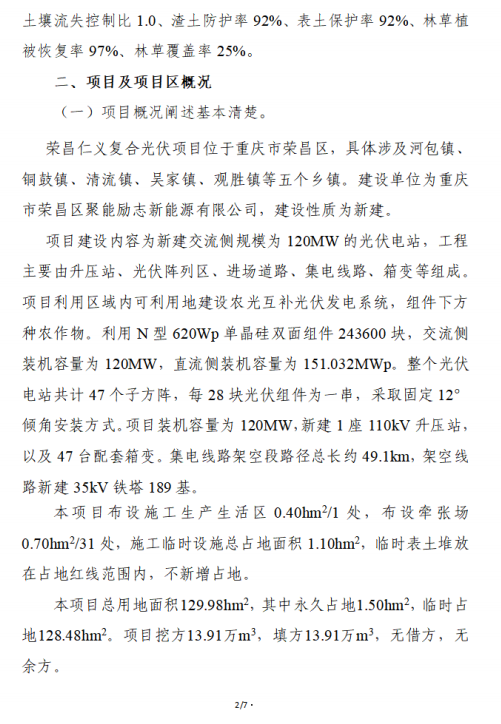 土壤流失控制比 1.0、渣土防护率 92%、表土保护率 92%、林草植
被恢复率 97%、林草覆盖率 25%。
二、项目及项目区概况
（一）项目概况阐述基本清楚。
荣昌仁义复合光伏项目位于重庆市荣昌区，具体涉及河包镇、
铜鼓镇、清流镇、吴家镇、观胜镇等五个乡镇。建设单位为重庆
市荣昌区聚能励志新能源有限公司，建设性质为新建。
项目建设内容为新建交流侧规模为 120MW 的光伏电站，工程
主要由升压站、光伏阵列区、进场道路、集电线路、箱变等组成。
项目利用区域内可利用地建设农光互补光伏发电系统，组件下方
种农作物。利用 N 型 620Wp 单晶硅双面组件 243600 块，交流侧
装机容量为 120MW，直流侧装机容量为 151.032MWp。整个光伏
电站共计 47 个子方阵，每 28 块光伏组件为一串，采取固定 12°
倾角安装方式。项目装机容量为 120MW，新建 1 座 110kV 升压站，
以及 47 台配套箱变。集电线路架空段路径总长约 49.1km，架空线
路新建 35kV 铁塔 189 基。
本项目布设施工生产生活区 0.40hm²/1 处，布设牵张场
0.70hm²/31 处，施工临时设施总占地面积 1.10hm²，临时表土堆放
在占地红线范围内，不新增占地。
本项目总用地面积129.98hm²，其中永久占地1.50hm²，临时占
地128.48hm²。项目挖方13.91万m³，填方13.91万m³，无借方，无
余方。
2/7